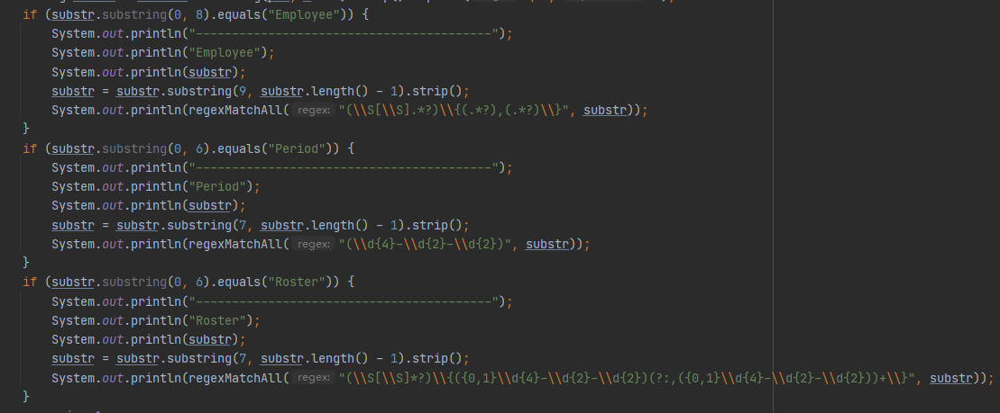 if (substr.substring(0, 8).equals("Employee")) {
System.out.println("-----------------------------------------");
System.out.println("Employee");
System.out.println(substr);
substr = substr.substring(9, substr.length() - 1).strip();
System.out.println(regexMatchAll( regex: "(\\S[\\S].*?)\\{(.*?),(.*?)\\}", substr));
}
if (substr.substring(0, 6).equals("Period")) {
System.out.println("-----------------------------------------");
System.out.println("Period");
System.out.println(substr);
substr = substr.substring(7, substr.length() - 1).strip();
System.out.println(regexMatchAll( regex: "(\\d{4}-\\d{2}-\\d{2})", substr));
}
if (substr.substring(0, 6).equals("Roster")) {
System.out.println("-----------------------------------------");
System.out.println("Roster");
System.out.println(substr);
substr = substr.substring(7, substr.length() - 1).strip();
System.out.println(regexMatchAll( regex: "(\\S[\\S]*?)\\{({0,1}\\d{4}-\\d{2}-\\d{2})(?:,({0,1}\\d{4}-\\d{2}-\\d{2}))+\\}", substr));
}